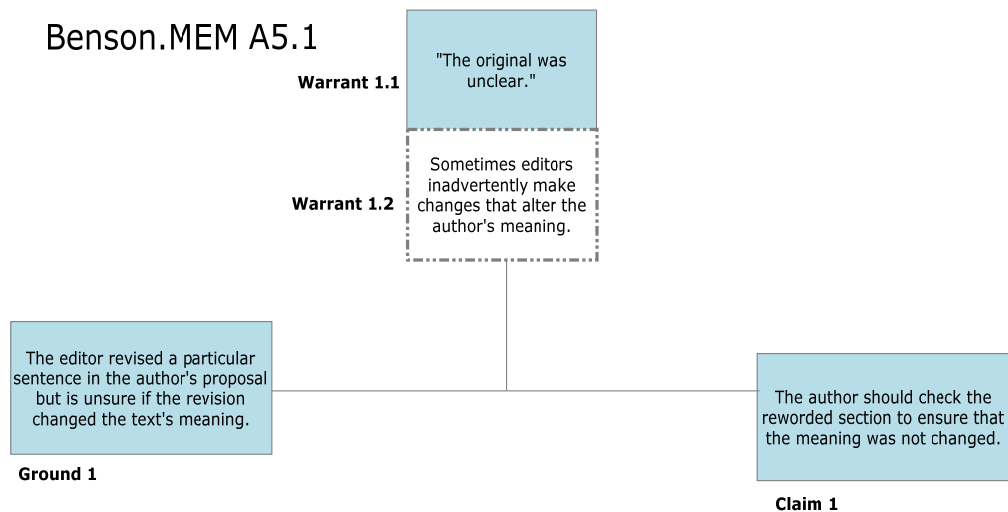 Benson.MEM A5.1
Warrant 1.1
"The original was
unclear."
Warrant 1.2
Sometimes editors
inadvertently make
changes that alter the
author's meaning.
The editor revised a particular
sentence in the author's proposal
but is unsure if the revision
changed the text's meaning.
Ground 1
The author should check the
reworded section to ensure that
the meaning was not changed.
Claim 1